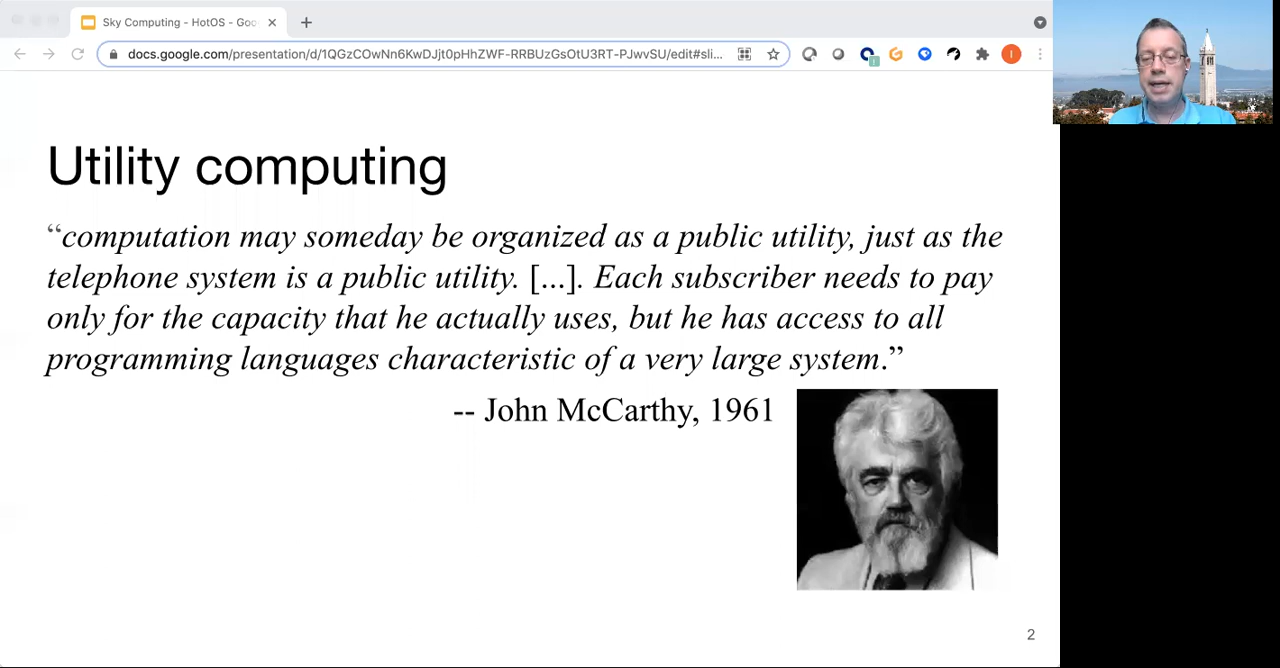 Sky Computing - HotOS - Goo
docs.google.com/presentation/d/1QGzCOwNn6KwDJjt0pHhZWF-RRBUzGsOtU3RT-PJwvSU/edit#sli...
Utility computing
“computation may someday be organized as a public utility, just as the
telephone system is a public utility. [...]. Each subscriber needs to pay
only for the capacity that he actually uses, but he has access to all
programming languages characteristic of a very large system.”
-- John McCarthy, 1961
2